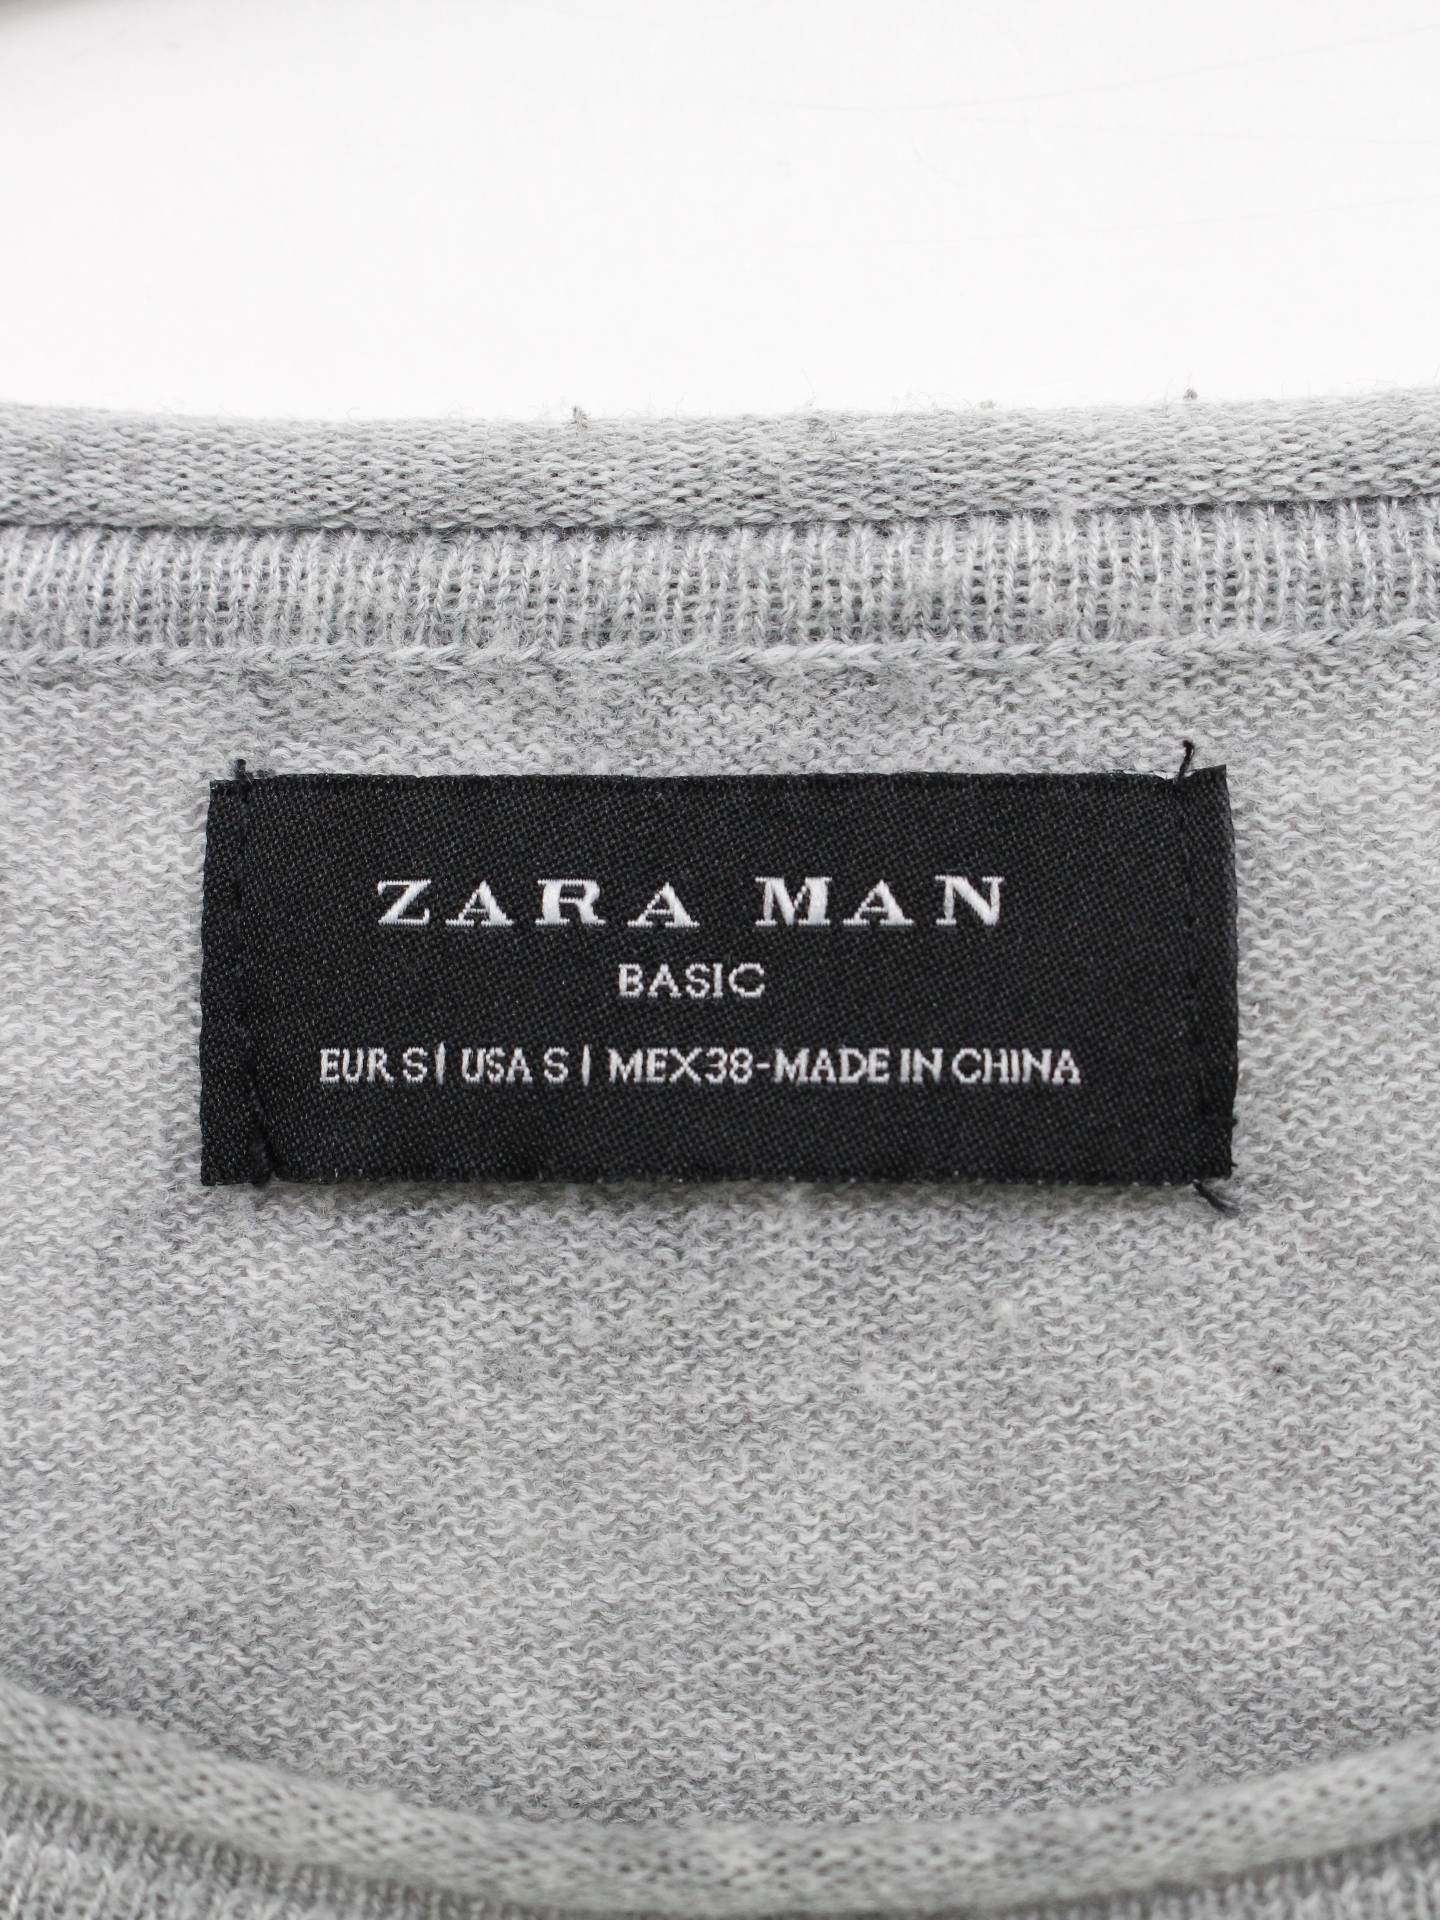 ZARA MAN
BASIC
EUR S | USA S | MEX38-MADE IN CHINA